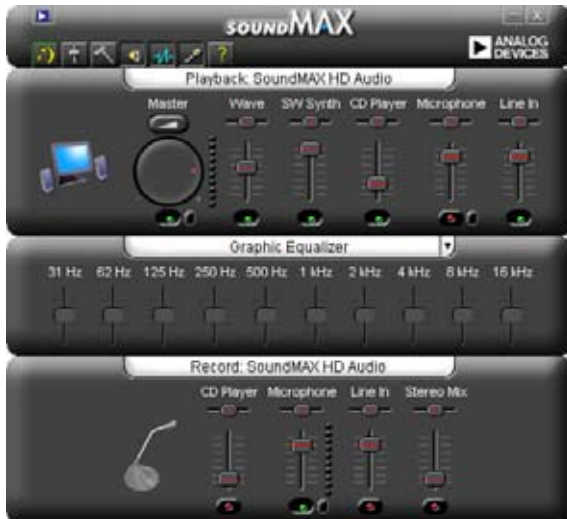 SOUNDMAX
ANALOG
DEVICES
?
Playback: SoundMAX HD Audio
Master Wave SW Synth CD Player Microphone Line In
Graphic Equalizer
31 Hz 62 Hz 125 Hz 250 Hz 500 Hz 1 kHz 2 kHz 4 kHz 8 kHz 16 kHz
Record: SoundMAX HD Audio
CD Player Microphone Line In Stereo Mix